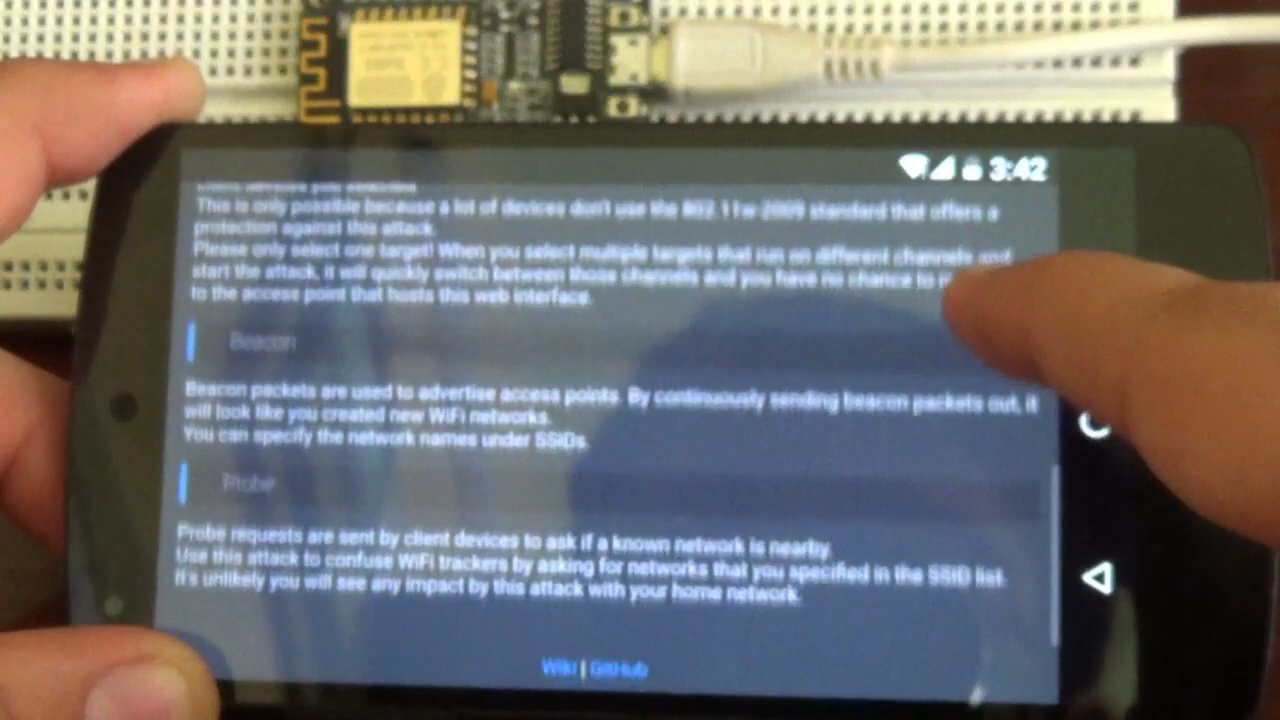 3:42
This is only possible because a lot of devices don't use the 802.11w-2009 standard that offers a
protection against this attack.
Please only select one target! When you select multiple targets that run on different channels and
start the attack, it will quickly switch between those channels and you have no chance to
to the access point that hosts this web interface.
Beacon
Beacon packets are used to advertise access points. By continuously sending beacon packets out, it
will look like you created new WiFi networks.
You can specify the network names under SSIDs.
Probe
Probe requests are sent by client devices to ask if a known network is nearby.
Use this attack to confuse WiFi trackers by asking for networks that you specified in the SSID list.
It's unlikely you will see any impact by this attack with your home network.
Wiki | GitHub